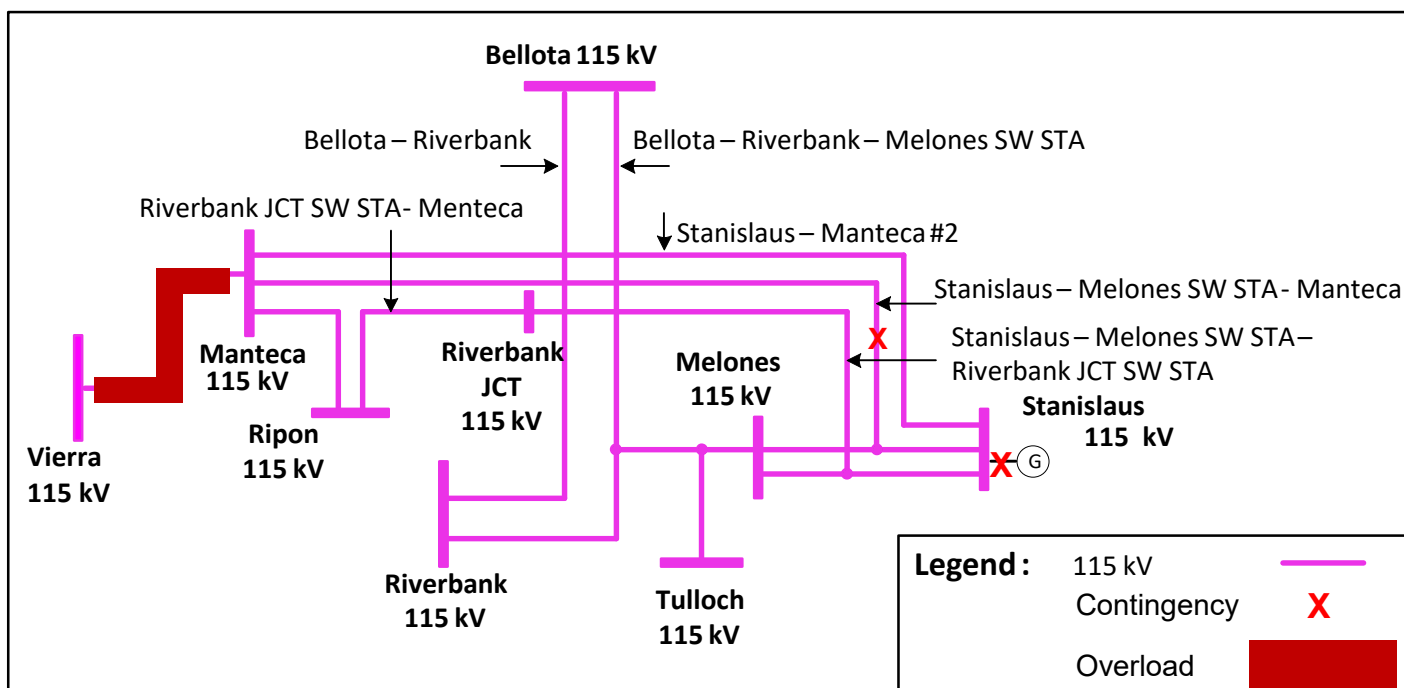 Bellota 115 kV
Bellota – Riverbank
Bellota – Riverbank – Melones SW STA
Riverbank JCT SW STA- Menteca
Stanislaus – Manteca #2
Stanislaus – Melones SW STA- Manteca
X
Stanislaus – Melones SW STA–
Riverbank JCT SW STA
Manteca
115 kV
Riverbank
JCT
115 kV
Melones
115 kV
Stanislaus
115 kV
Ripon
115 kV
Vierra
115 kV
X
G
Riverbank
115 kV
Tulloch
115 kV
Legend :
115 kV
Contingency
X
Overload